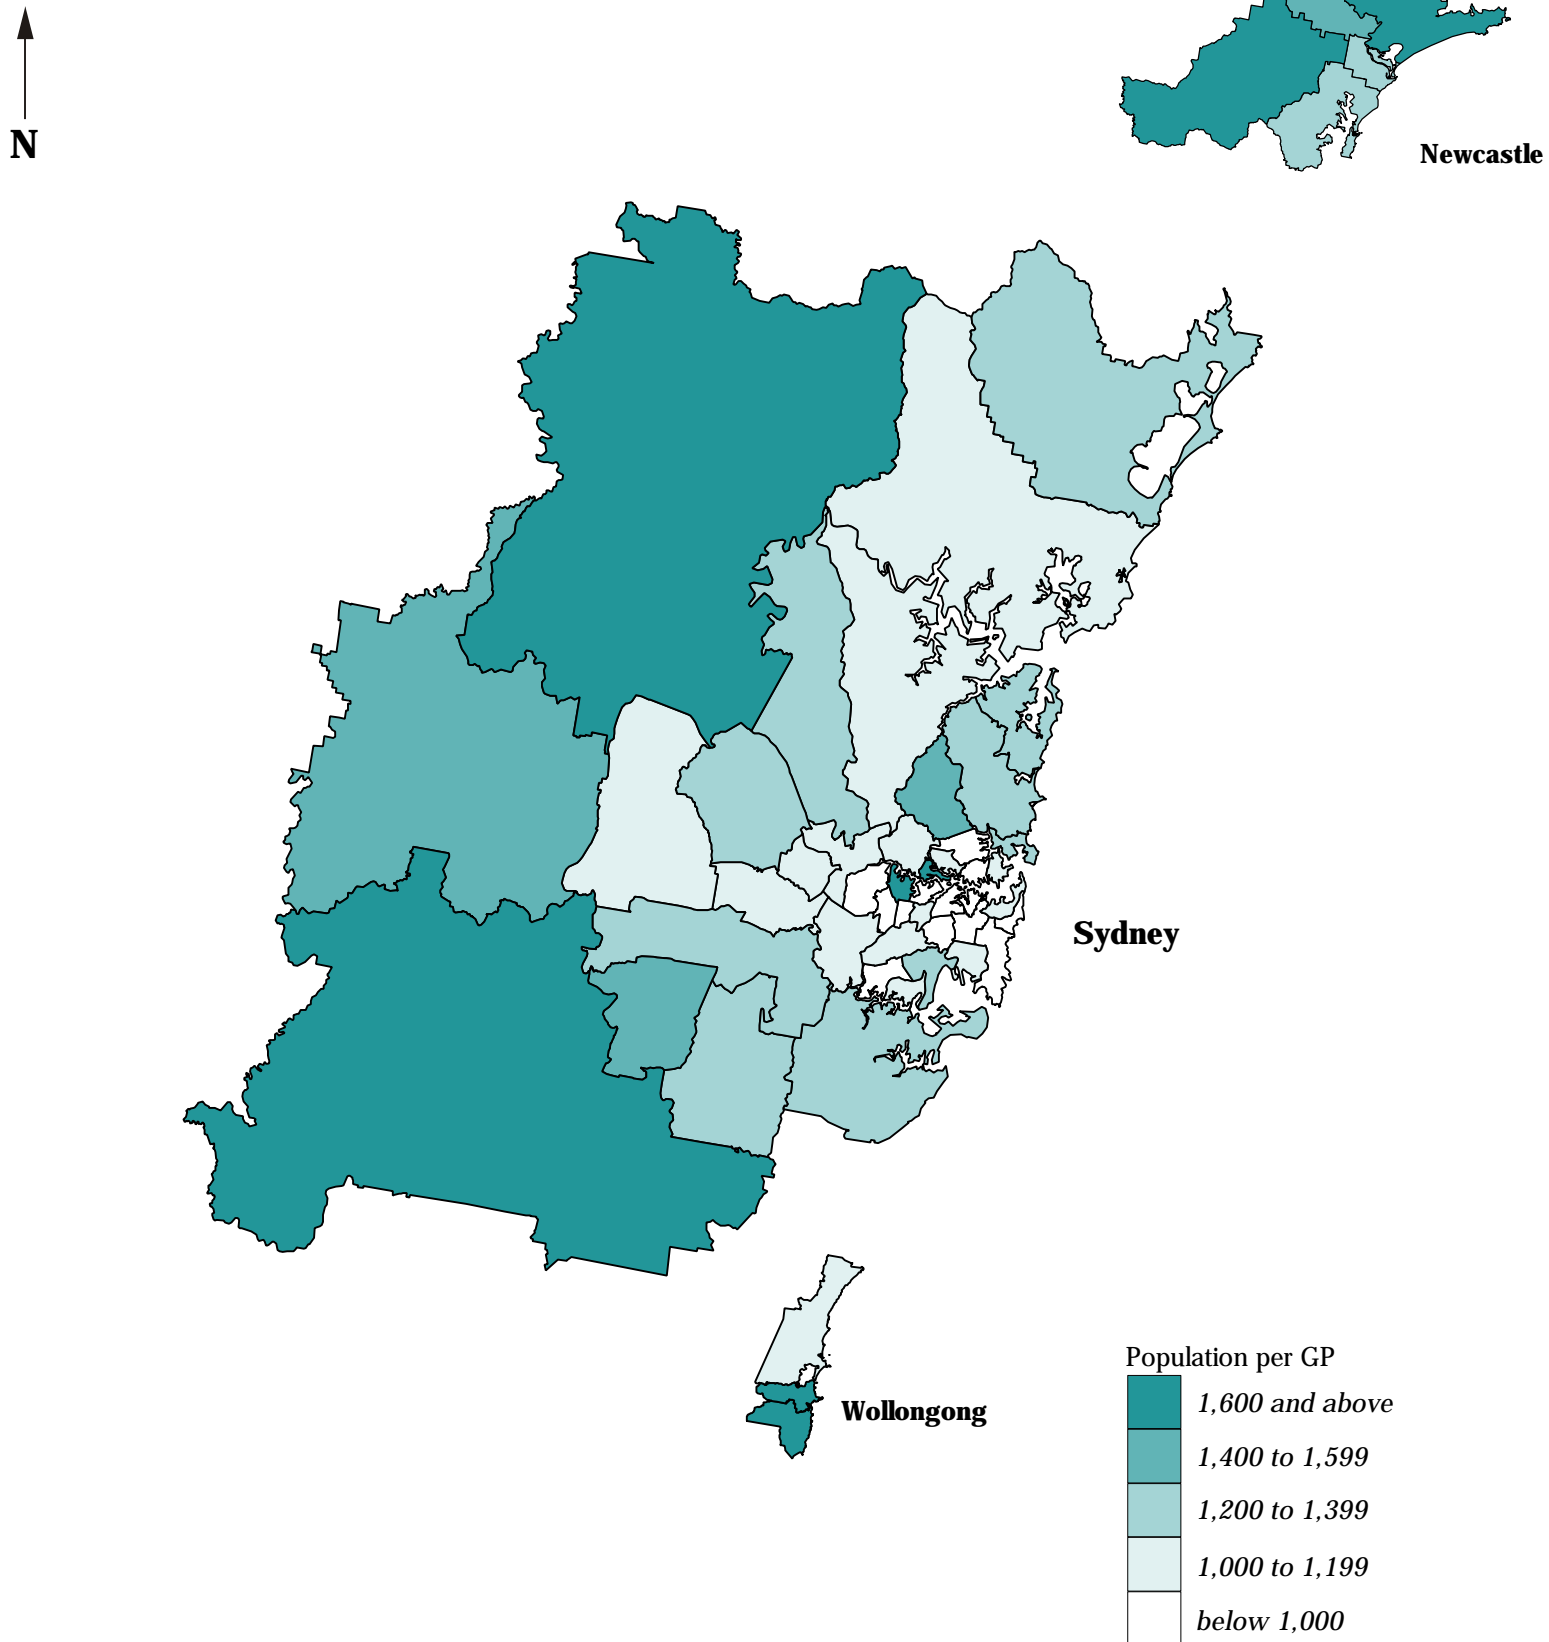 N
Newcastle
Sydney
Wollongong
Population per GP
1,600 and above
1,400 to 1,599
1,200 to 1,399
1,000 to 1,199
below 1,000